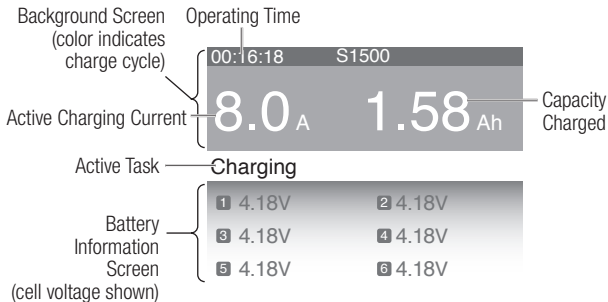 Background Screen
(color indicates
charge cycle)
Operating Time
00:16:18 S1500
Active Charging Current
8.0 A 1.58 Ah
Capacity
Charged
Active Task
Charging
Battery
Information
Screen
(cell voltage shown)
1 4.18V 2 4.18V
3 4.18V 4 4.18V
5 4.18V 6 4.18V